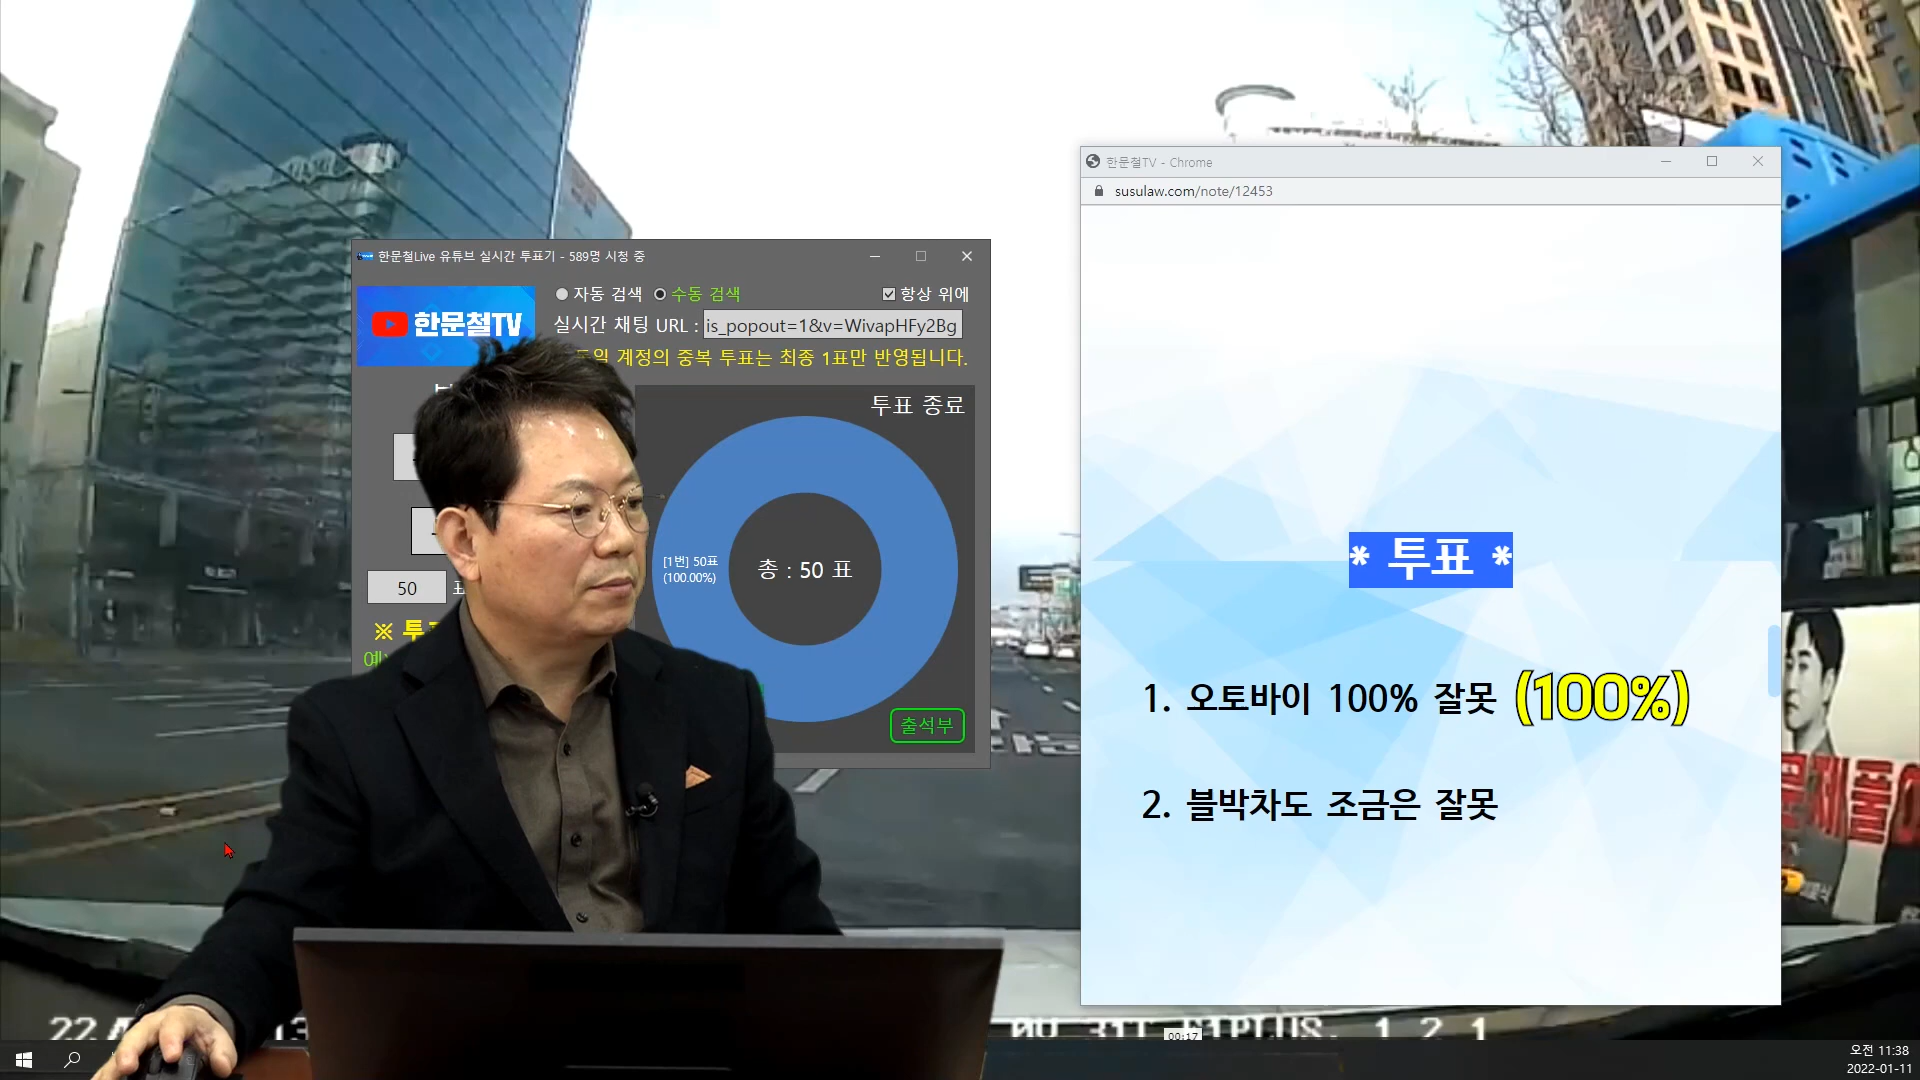 한문철Live 유튜브 실시간 투표기 - 589명 시청 중
한문철TV
자동 검색 수동 검색 항상 위에
실시간 채팅 URL : is_popout=1&v=WivapHFy2Bg
계정의 중복 투표는 최종 1표만 반영됩니다.
투표 종료
[1번] 50표
(100.00%)
총 : 50 표
50
※
출석부
한문철TV - Chrome
susulaw.com/note/12453
* 투표 *
1. 오토바이 100% 잘못 (100%)
2. 블박차도 조금은 잘못
00:17
오전 11:38
2022-01-11